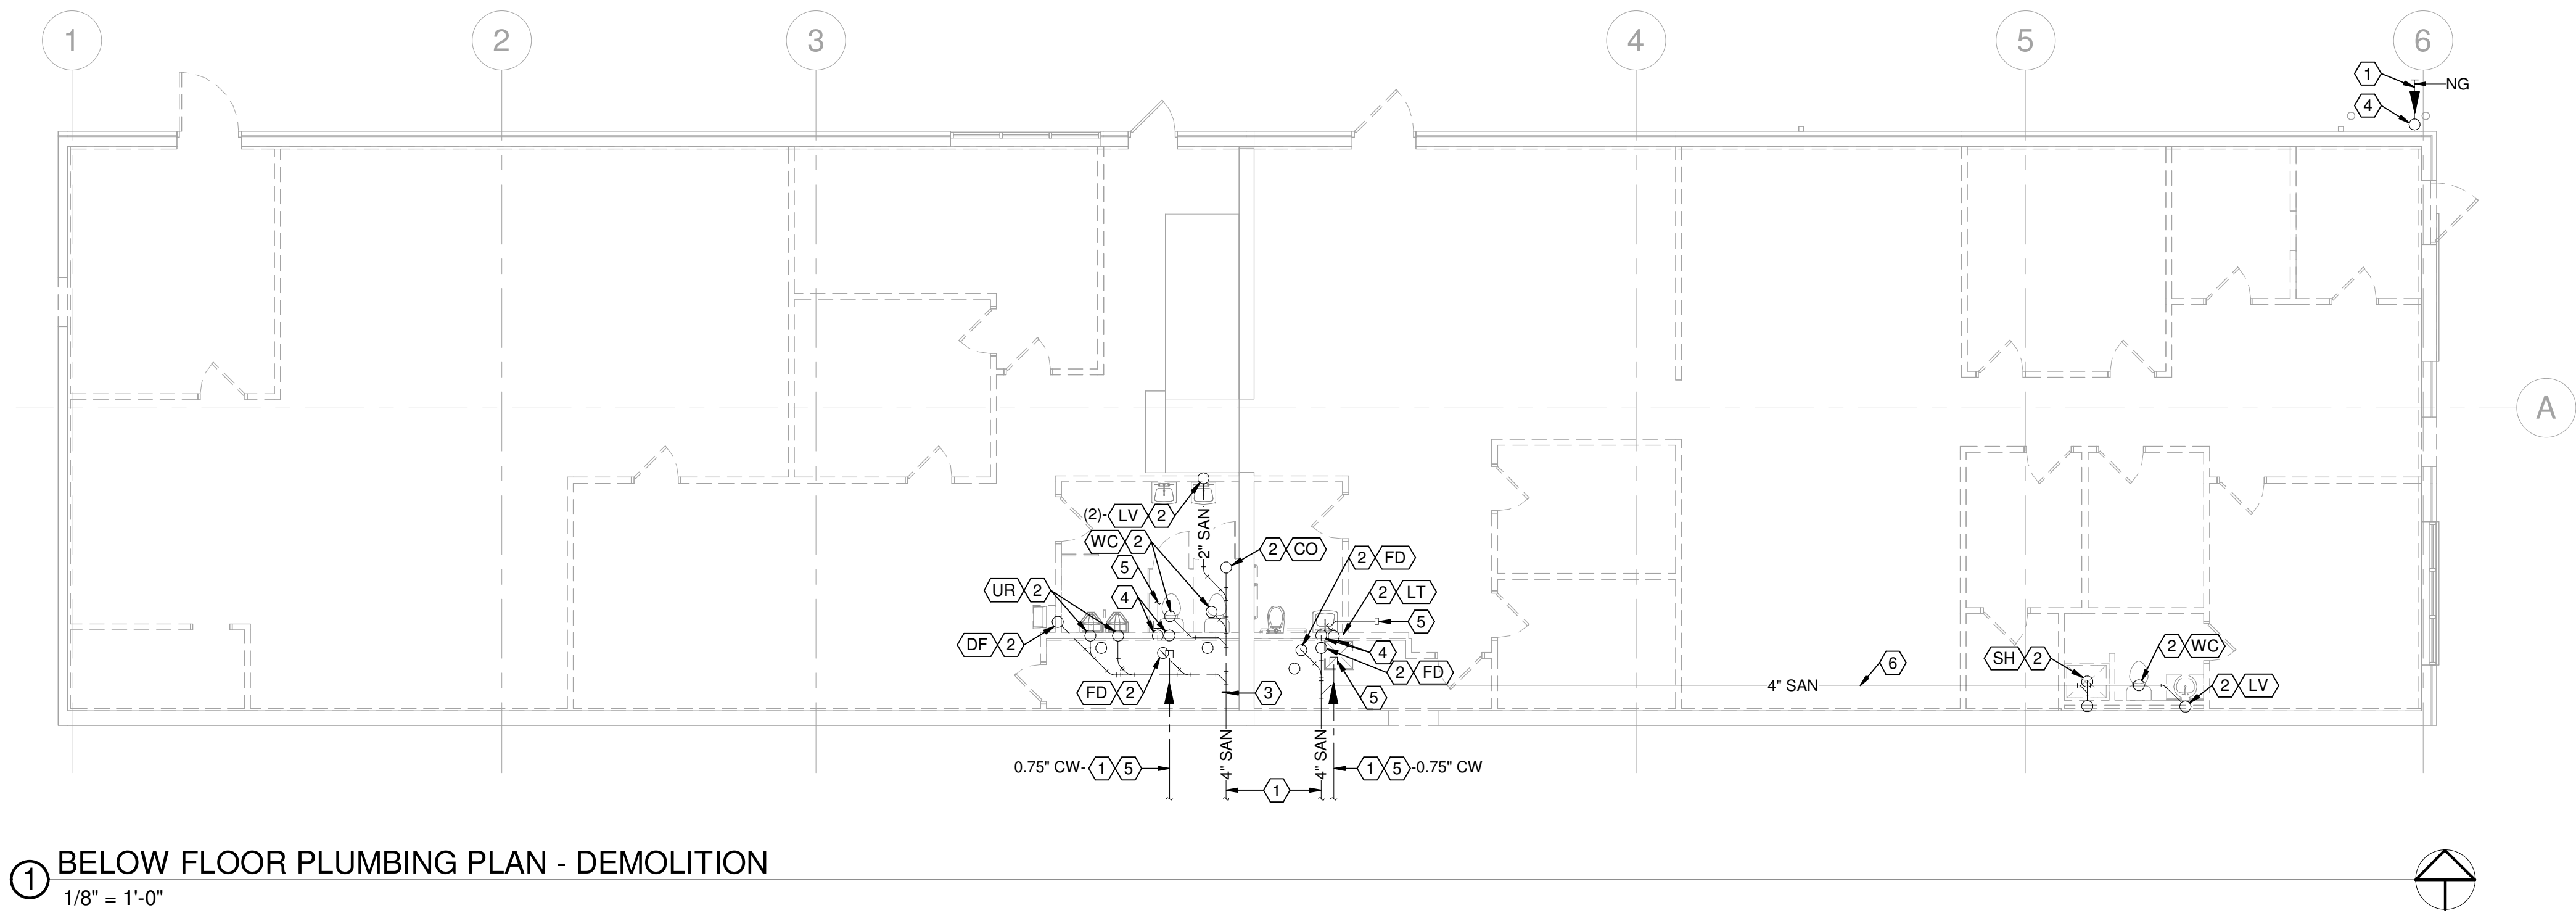 1 2 3 4 5 6
1
NG
4
A
(2)- LV 2
2" SAN
WC 2
2 CO
2 FD
5
UR 2
4
2 LT
5
DF 2
4
2 FD
6
SH 2
2 WC
FD 2
3
5
4" SAN
2 LV
4" SAN
4" SAN
0.75" CW- 1 5
1 5 -0.75" CW
1
1 BELOW FLOOR PLUMBING PLAN - DEMOLITION
1/8" = 1'-0"